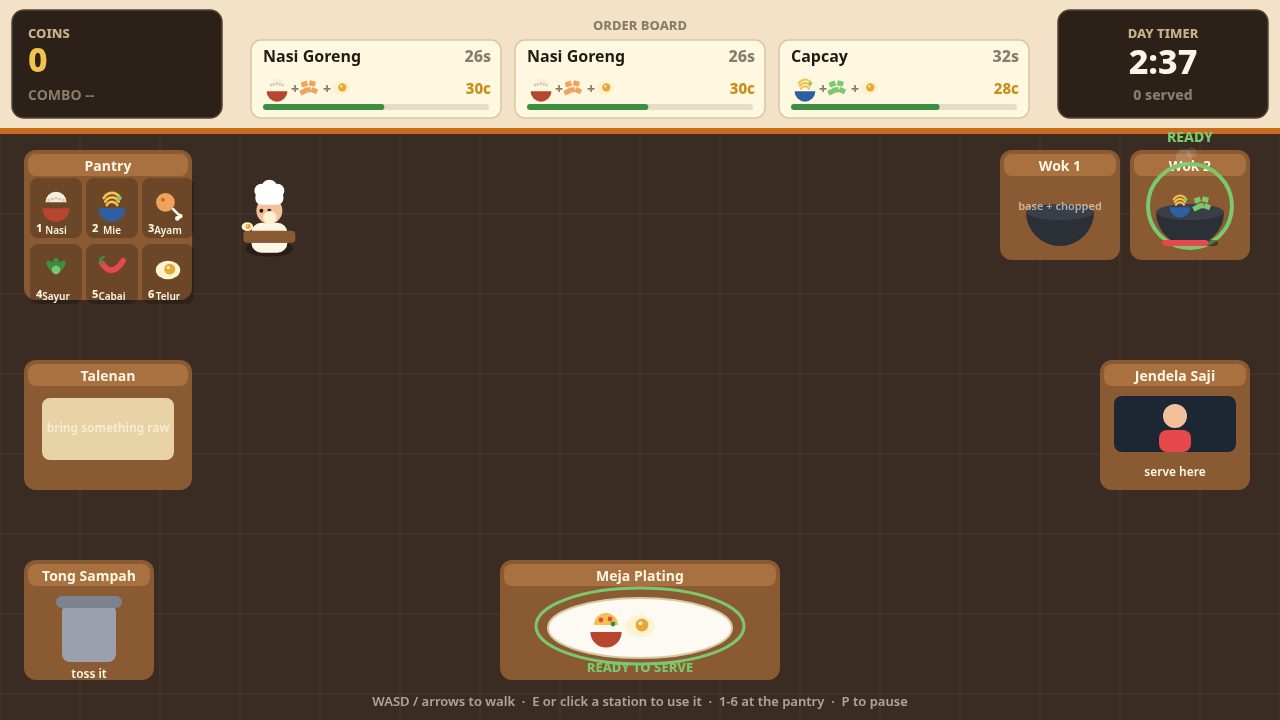 COINS
0
COMBO --
ORDER BOARD
Nasi Goreng 26s
+ + 30c
Nasi Goreng 26s
+ + 30c
Capcay 32s
+ + 28c
DAY TIMER
2:37
0 served
READY
Pantry
1 Nasi
2 Mie
3 Ayam
4 Sayur
5 Cabai
6 Telur
Wok 1
base + chopped
Wok 2
Talenan
bring something raw
Jendela Saji
serve here
Tong Sampah
toss it
Meja Plating
READY TO SERVE
WASD / arrows to walk · E or click a station to use it · 1-6 at the pantry · P to pause